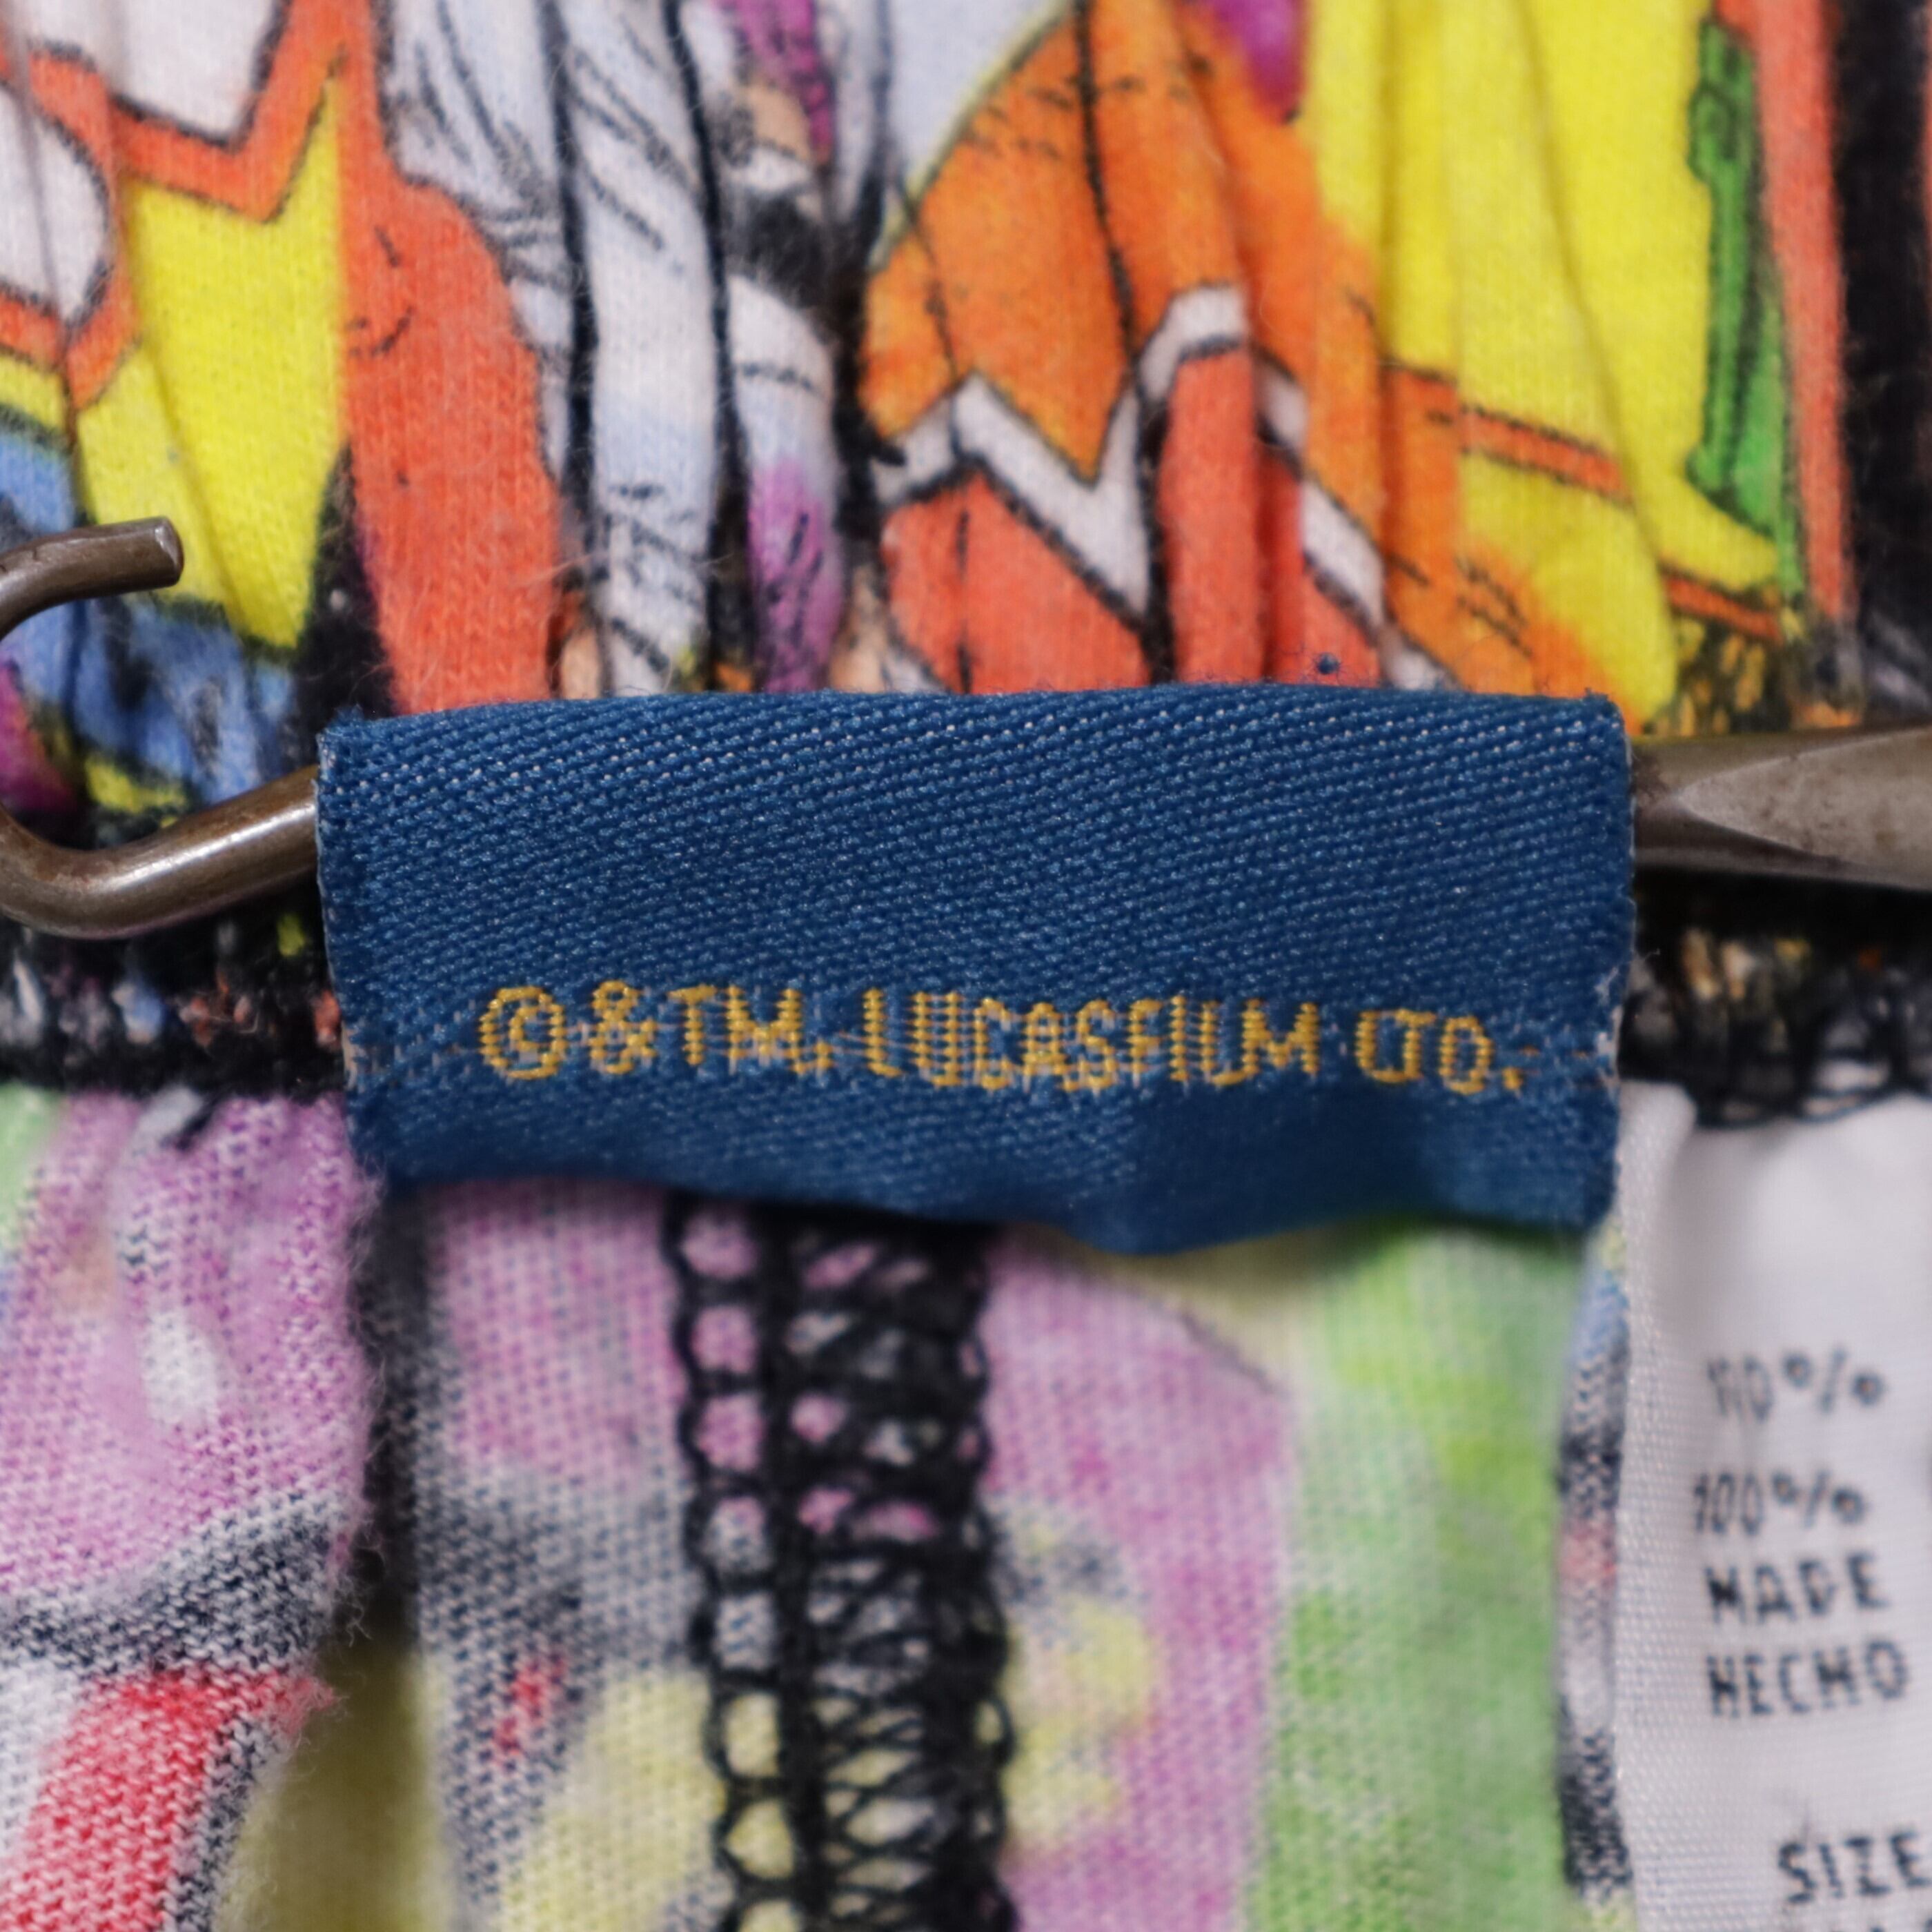 ©&TM. LUCASFILM LTD.
100%
MADE
HECHO
SIZE